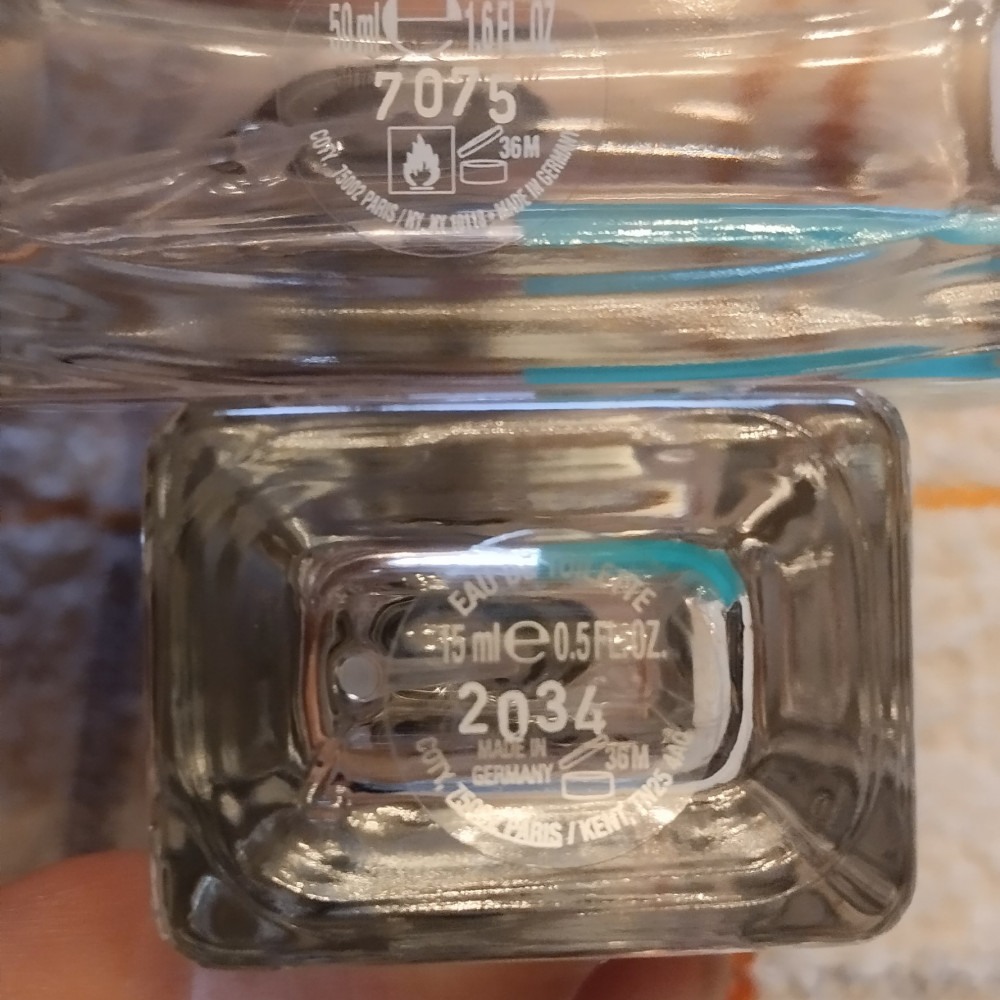 50 ml e 1.6 FL. OZ
7075
36M
COTY, 75002 PARIS / NY, NY 10118 • MADE IN GERMANY
EAU DE TOILETTE
15 ml e 0.5 FL. OZ.
2034
MADE IN
GERMANY
36M
COTY, 75002 PARIS / KENT, TN25 4AQ